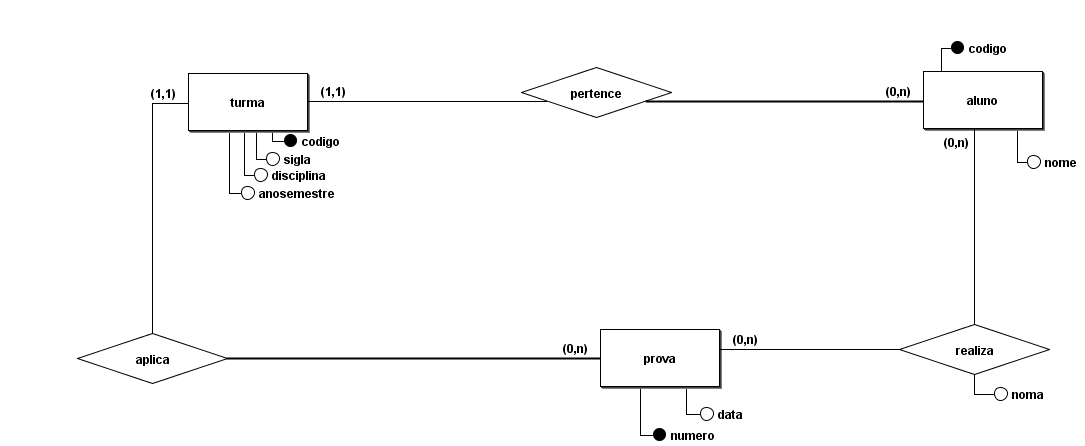 codigo
(1,1)
turma
(1,1)
pertence
(0,n)
aluno
codigo
sigla
disciplina
anosemestre
(0,n)
nome
aplica
(0,n)
prova
(0,n)
realiza
noma
data
numero